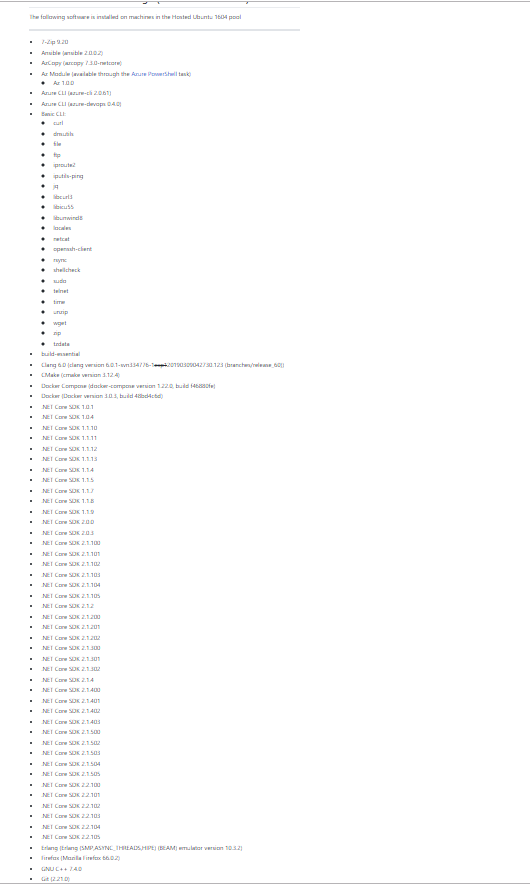 The following software is installed on machines in the Hosted Ubuntu 1604 pool
7-Zip 9.20
Ansible (ansible 2.0.0.2)
AzCopy (azcopy 7.3.0-netcore)
Az Module (available through the Azure PowerShell task)
Az 1.0.0
Azure CLI (azure-cli 2.0.61)
Azure CLI (azure-devops 0.4.0)
Basic CLI:
curl
dnsutils
file
ftp
iproute2
iputils-ping
jq
libcurl3
libicu55
libunwind8
locales
netcat
openssh-client
rsync
shellcheck
sudo
telnet
time
unzip
wget
zip
tzdata
build-essential
Clang 6.0 (clang version 6.0.1-svn334776-1~exp1~20190309042730.123 (branches/release_60))
CMake (cmake version 3.12.4)
Docker Compose (docker-compose version 1.22.0, build f46880fe)
Docker (Docker version 3.0.3, build 48bd4c6d)
.NET Core SDK 1.0.1
.NET Core SDK 1.0.4
.NET Core SDK 1.1.10
.NET Core SDK 1.1.11
.NET Core SDK 1.1.12
.NET Core SDK 1.1.13
.NET Core SDK 1.1.4
.NET Core SDK 1.1.5
.NET Core SDK 1.1.7
.NET Core SDK 1.1.8
.NET Core SDK 1.1.9
.NET Core SDK 2.0.0
.NET Core SDK 2.0.3
.NET Core SDK 2.1.100
.NET Core SDK 2.1.101
.NET Core SDK 2.1.102
.NET Core SDK 2.1.103
.NET Core SDK 2.1.104
.NET Core SDK 2.1.105
.NET Core SDK 2.1.2
.NET Core SDK 2.1.200
.NET Core SDK 2.1.201
.NET Core SDK 2.1.202
.NET Core SDK 2.1.300
.NET Core SDK 2.1.301
.NET Core SDK 2.1.302
.NET Core SDK 2.1.4
.NET Core SDK 2.1.400
.NET Core SDK 2.1.401
.NET Core SDK 2.1.402
.NET Core SDK 2.1.403
.NET Core SDK 2.1.500
.NET Core SDK 2.1.502
.NET Core SDK 2.1.503
.NET Core SDK 2.1.504
.NET Core SDK 2.1.505
.NET Core SDK 2.2.100
.NET Core SDK 2.2.101
.NET Core SDK 2.2.102
.NET Core SDK 2.2.103
.NET Core SDK 2.2.104
.NET Core SDK 2.2.105
Erlang (Erlang (SMP,ASYNC_THREADS,HIPE) (BEAM) emulator version 10.3.2)
Firefox (Mozilla Firefox 66.0.2)
GNU C++ 7.4.0
Git (2.21.0)